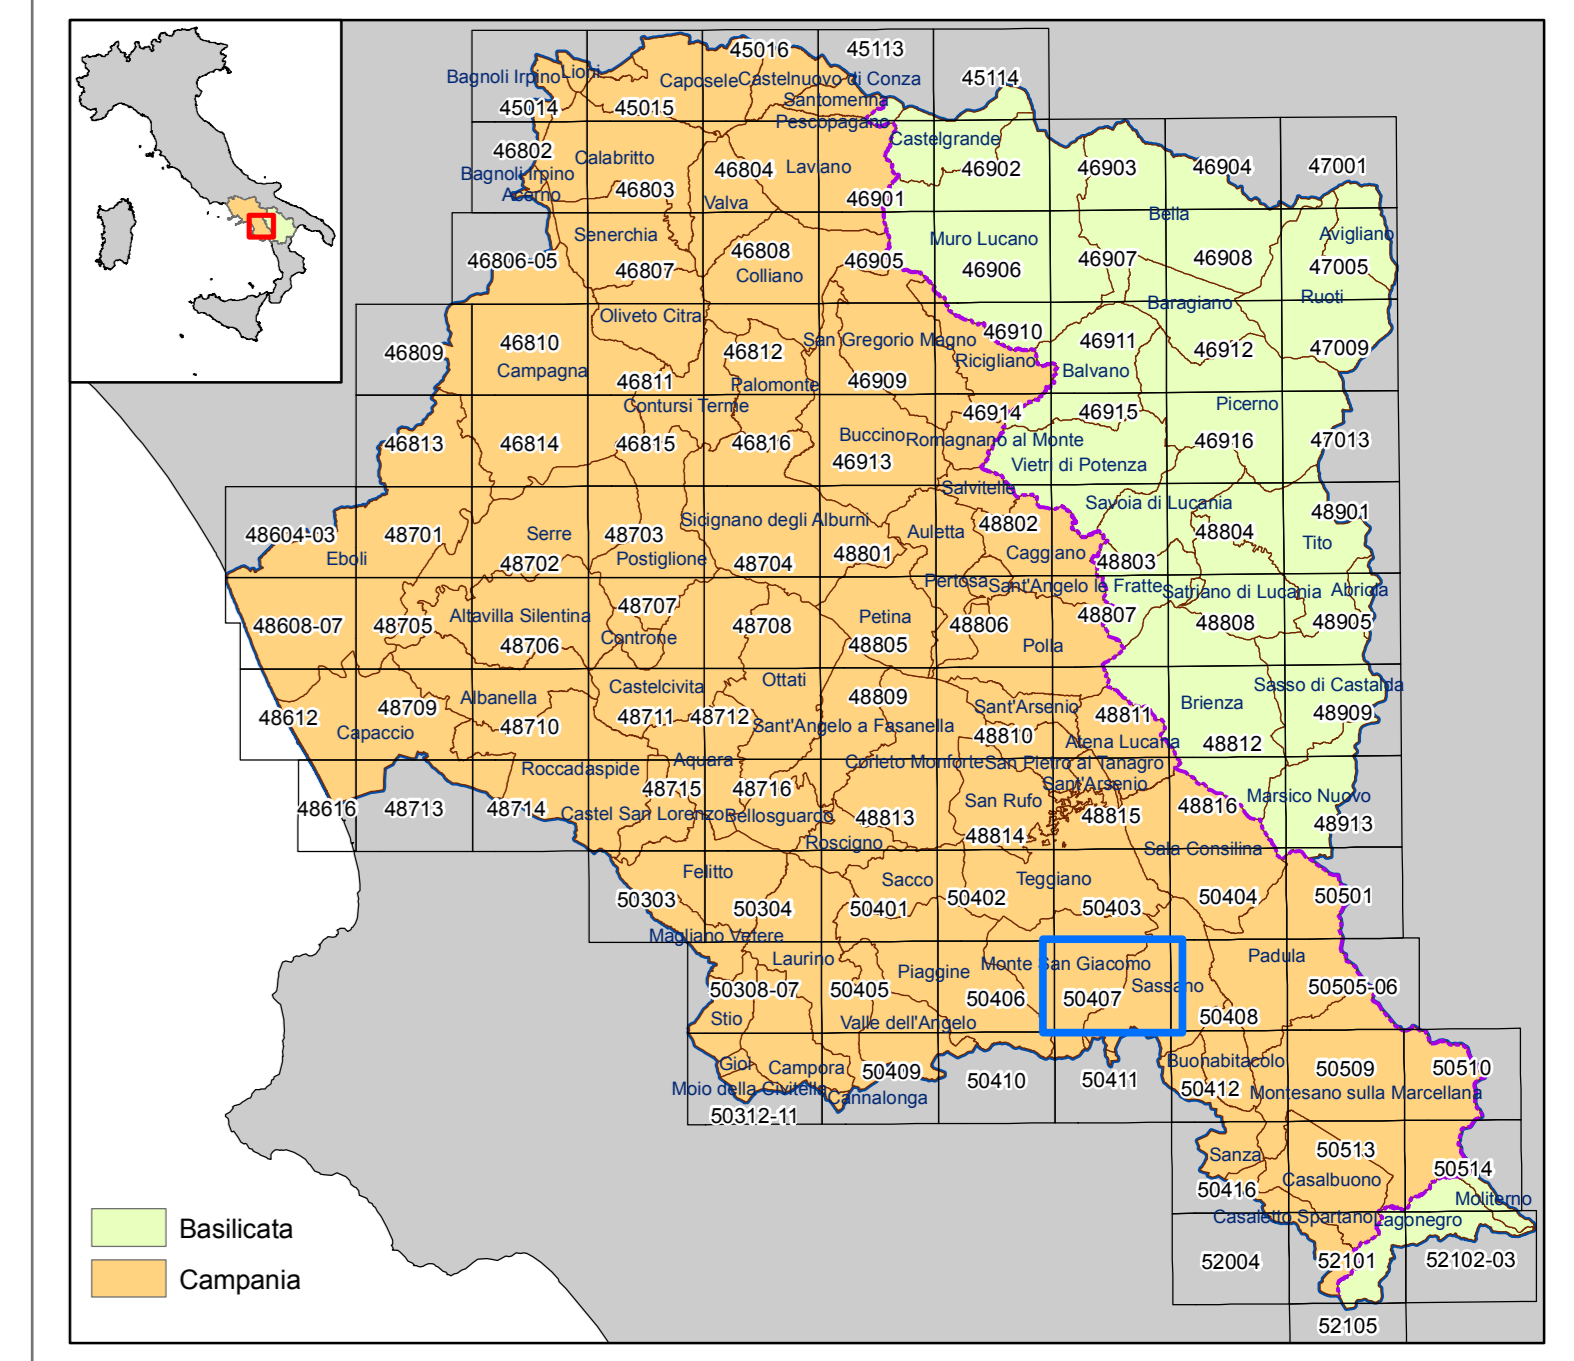 45016
45113
Bagnoli Irpino
Lioni
Caposele
Castelnuovo di Conza
45114
45014
45015
Santomenna
Pescopagano
Castelgrande
46802
Calabritto
46804
Laviano
46902
46903
46904
47001
Bagnoli Irpino
Acerno
46803
Valva
46901
Bella
Senerchia
46808
Muro Lucano
Avigliano
46806-05
46807
Colliano
46905
46906
46907
46908
47005
Oliveto Citra
Baragiano
Ruoti
46809
46810
46812
San Gregorio Magno
46910
46911
46912
47009
Campagna
46811
Palomonte
46909
Ricigliano
Balvano
Contursi Terme
46914
46915
Picerno
46813
46814
46815
46816
Buccino
Romagnano al Monte
46916
47013
46913
Vietri di Potenza
Salvitelle
Savoia di Lucania
48604-03
48701
Serre
48703
Sicignano degli Alburni
Auletta
48802
48804
48901
Eboli
48702
Postiglione
48704
48801
Caggiano
48803
Tito
Pertosa
Sant'Angelo le Fratte
Satriano di Lucania
Abriola
48608-07
48705
Altavilla Silentina
48707
48708
Petina
48806
48807
48808
48905
48706
Controne
48805
Polla
Castelcivita
Ottati
Sasso di Castalda
48612
48709
Albanella
48711
48712
48809
Sant'Arsenio
48811
Brienza
48909
Capaccio
48710
Sant'Angelo a Fasanella
48810
Atena Lucana
48812
Roccadaspide
Aquara
Corleto Monforte
San Pietro al Tanagro
48616
48713
48714
48715
48716
San Rufo
Sant'Arsenio
48816
Marsico Nuovo
Castel San Lorenzo
Bellosguardo
48813
48814
48815
48913
Roscigno
Sala Consilina
Felitto
Sacco
Teggiano
50303
50304
50401
50402
50403
50404
50501
Magliano Vetere
Laurino
Piaggine
Monte San Giacomo
Padula
50308-07
50405
50406
50407
Sassano
50505-06
Stio
Valle dell'Angelo
50408
Gioi
Campora
50409
50410
50411
Buonabitacolo
50509
50510
Moio della Civitella
Cannalonga
50412
Montesano sulla Marcellana
50312-11
Sanza
50513
50514
50416
Casalbuono
Moliterno
Basilicata
Casaletto Spartano
Lagonegro
Campania
52004
52101
52102-03
52105